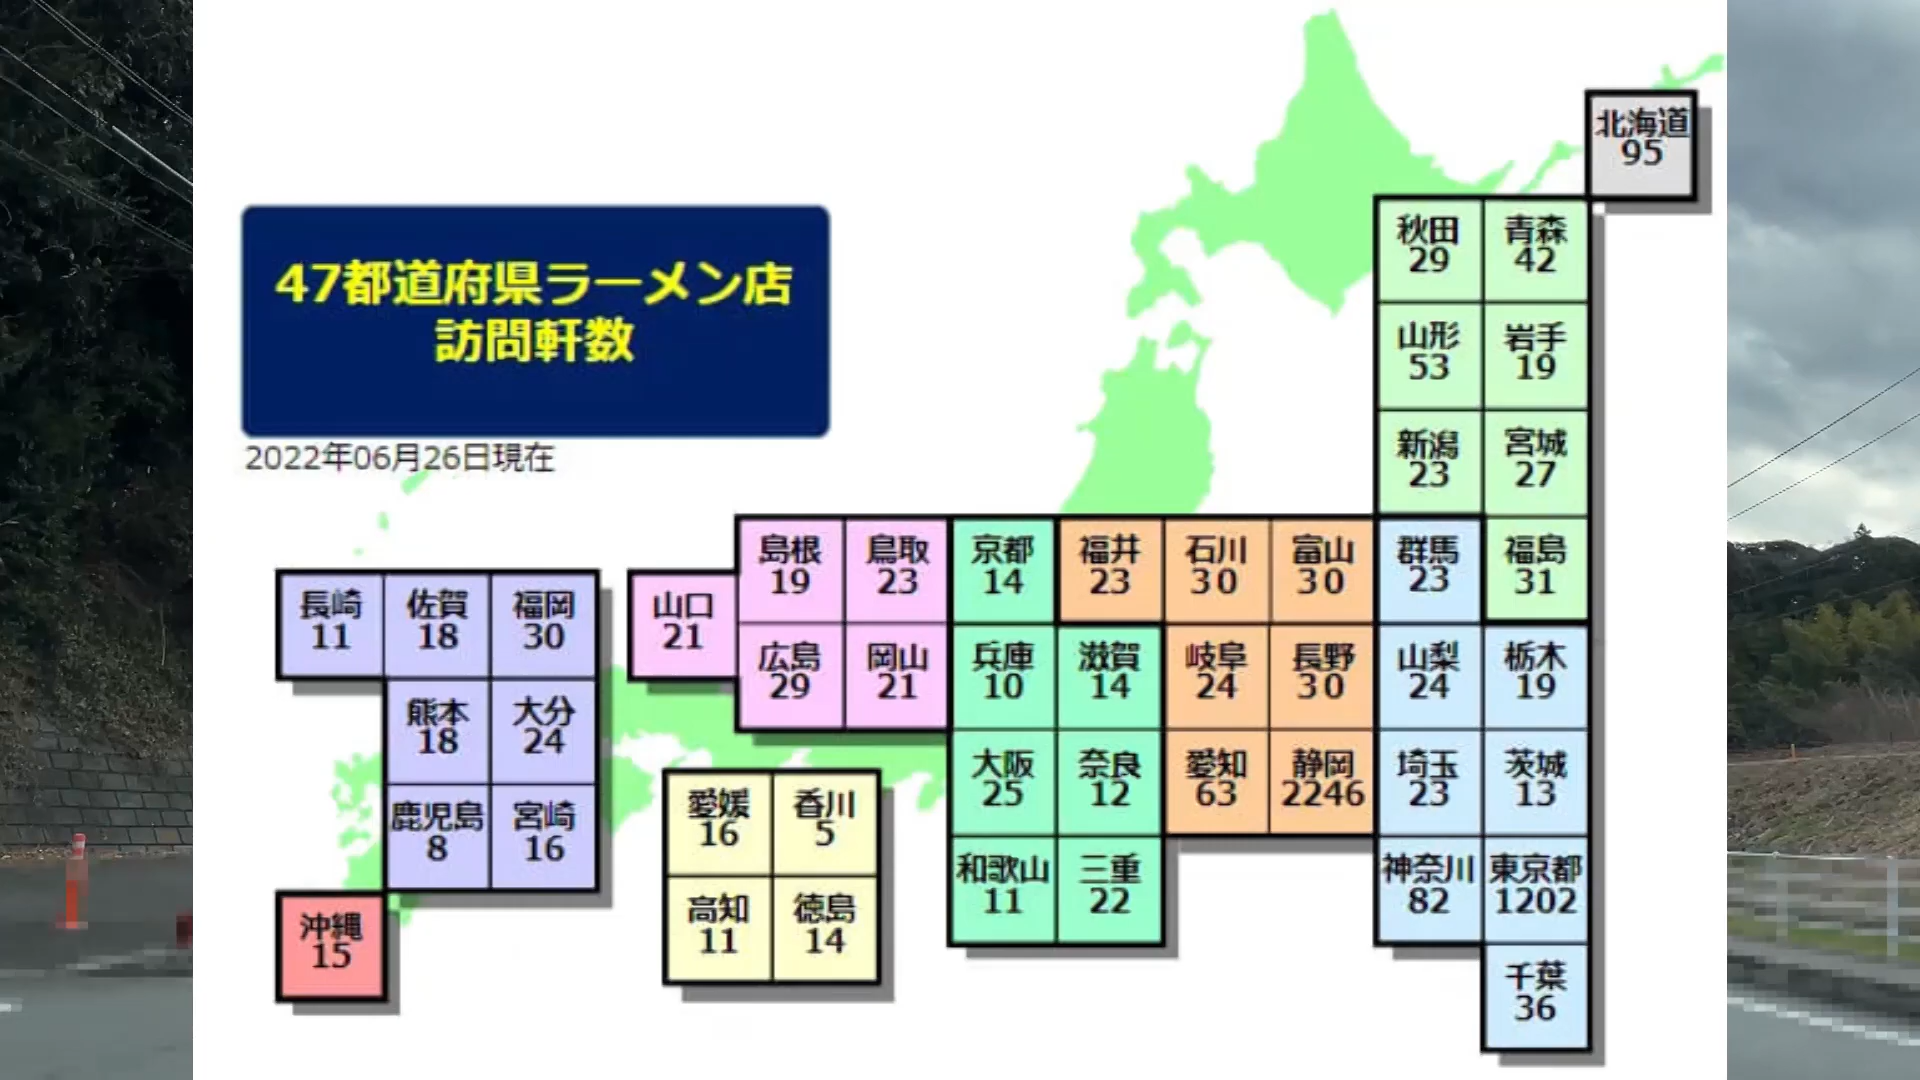 47都道府県ラーメン店
訪問軒数
2022年06月26日現在
北海道
95
秋田
29
青森
42
山形
53
岩手
19
新潟
23
宮城
27
島根
19
鳥取
23
京都
14
福井
23
石川
30
富山
30
群馬
23
福島
31
長崎
11
佐賀
18
福岡
30
山口
21
広島
29
岡山
21
兵庫
10
滋賀
14
岐阜
24
長野
30
山梨
24
栃木
19
熊本
18
大分
24
大阪
25
奈良
12
愛知
63
静岡
2246
埼玉
23
茨城
13
鹿児島
8
宮崎
16
愛媛
16
香川
5
和歌山
11
三重
22
神奈川
82
東京都
1202
沖縄
15
高知
11
徳島
14
千葉
36